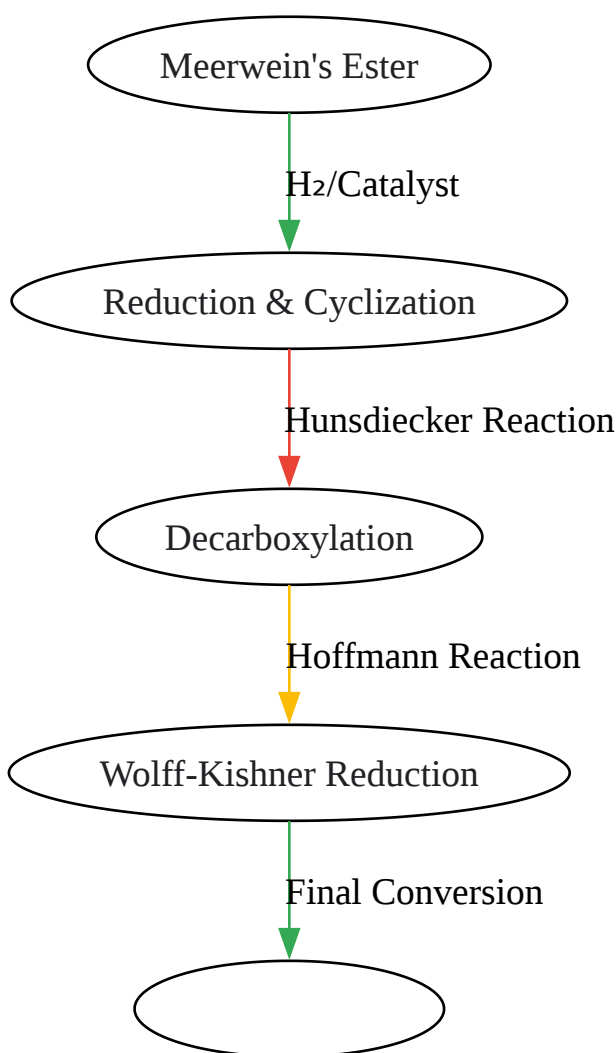 Meerwein's Ester
H₂/Catalyst
Reduction & Cyclization
Hunsdiecker Reaction
Decarboxylation
Hoffmann Reaction
Wolff-Kishner Reduction
Final Conversion